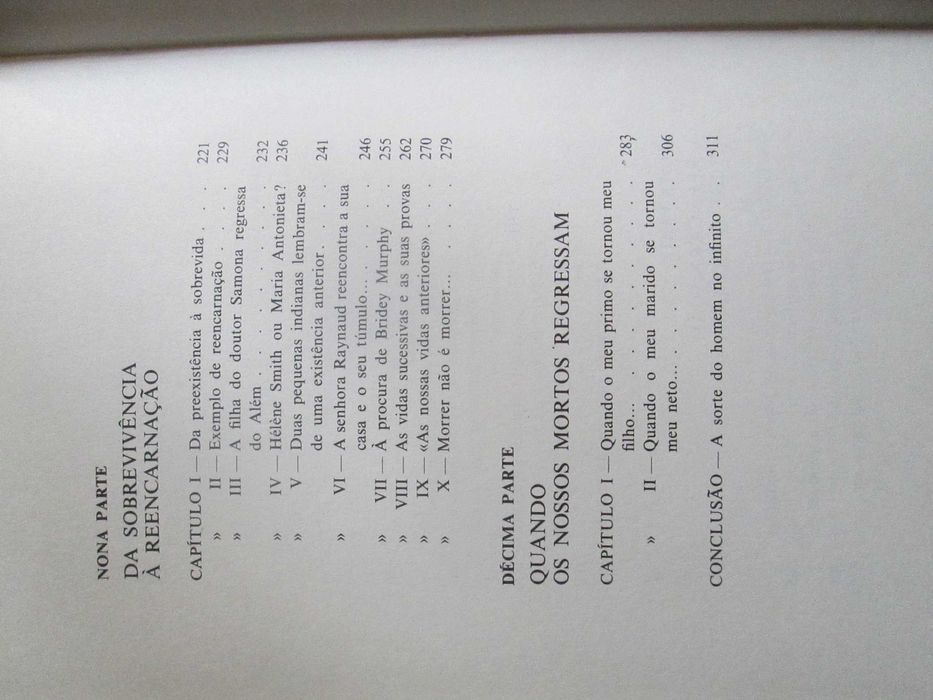 NONA PARTE
DA SOBREVIVÊNCIA
À REENCARNAÇÃO
CAPÍTULO I — Da preexistência à sobrevida . . . 221
» II — Exemplo de reencarnação . . . . 229
» III — A filha do doutor Samona regressa
do Além . . . . . . . . . 232
» IV — Hélène Smith ou Maria Antonieta? 236
» V — Duas pequenas indianas lembram-se
de uma existência anterior . . . . 241
» VI — A senhora Raynaud reencontra a sua
casa e o seu túmulo... . . . . . 246
» VII — À procura de Bridey Murphy . . 255
» VIII — As vidas sucessivas e as suas provas 262
» IX — «As nossas vidas anteriores» . . . 270
» X — Morrer não é morrer... . . . . . 279
DÉCIMA PARTE
QUANDO
OS NOSSOS MORTOS REGRESSAM
CAPÍTULO I — Quando o meu primo se tornou meu
filho... . . . . . . . . . 283
» II — Quando o meu marido se tornou
meu neto... . . . . . . . . 306
CONCLUSÃO — A sorte do homem no infinito . . 311